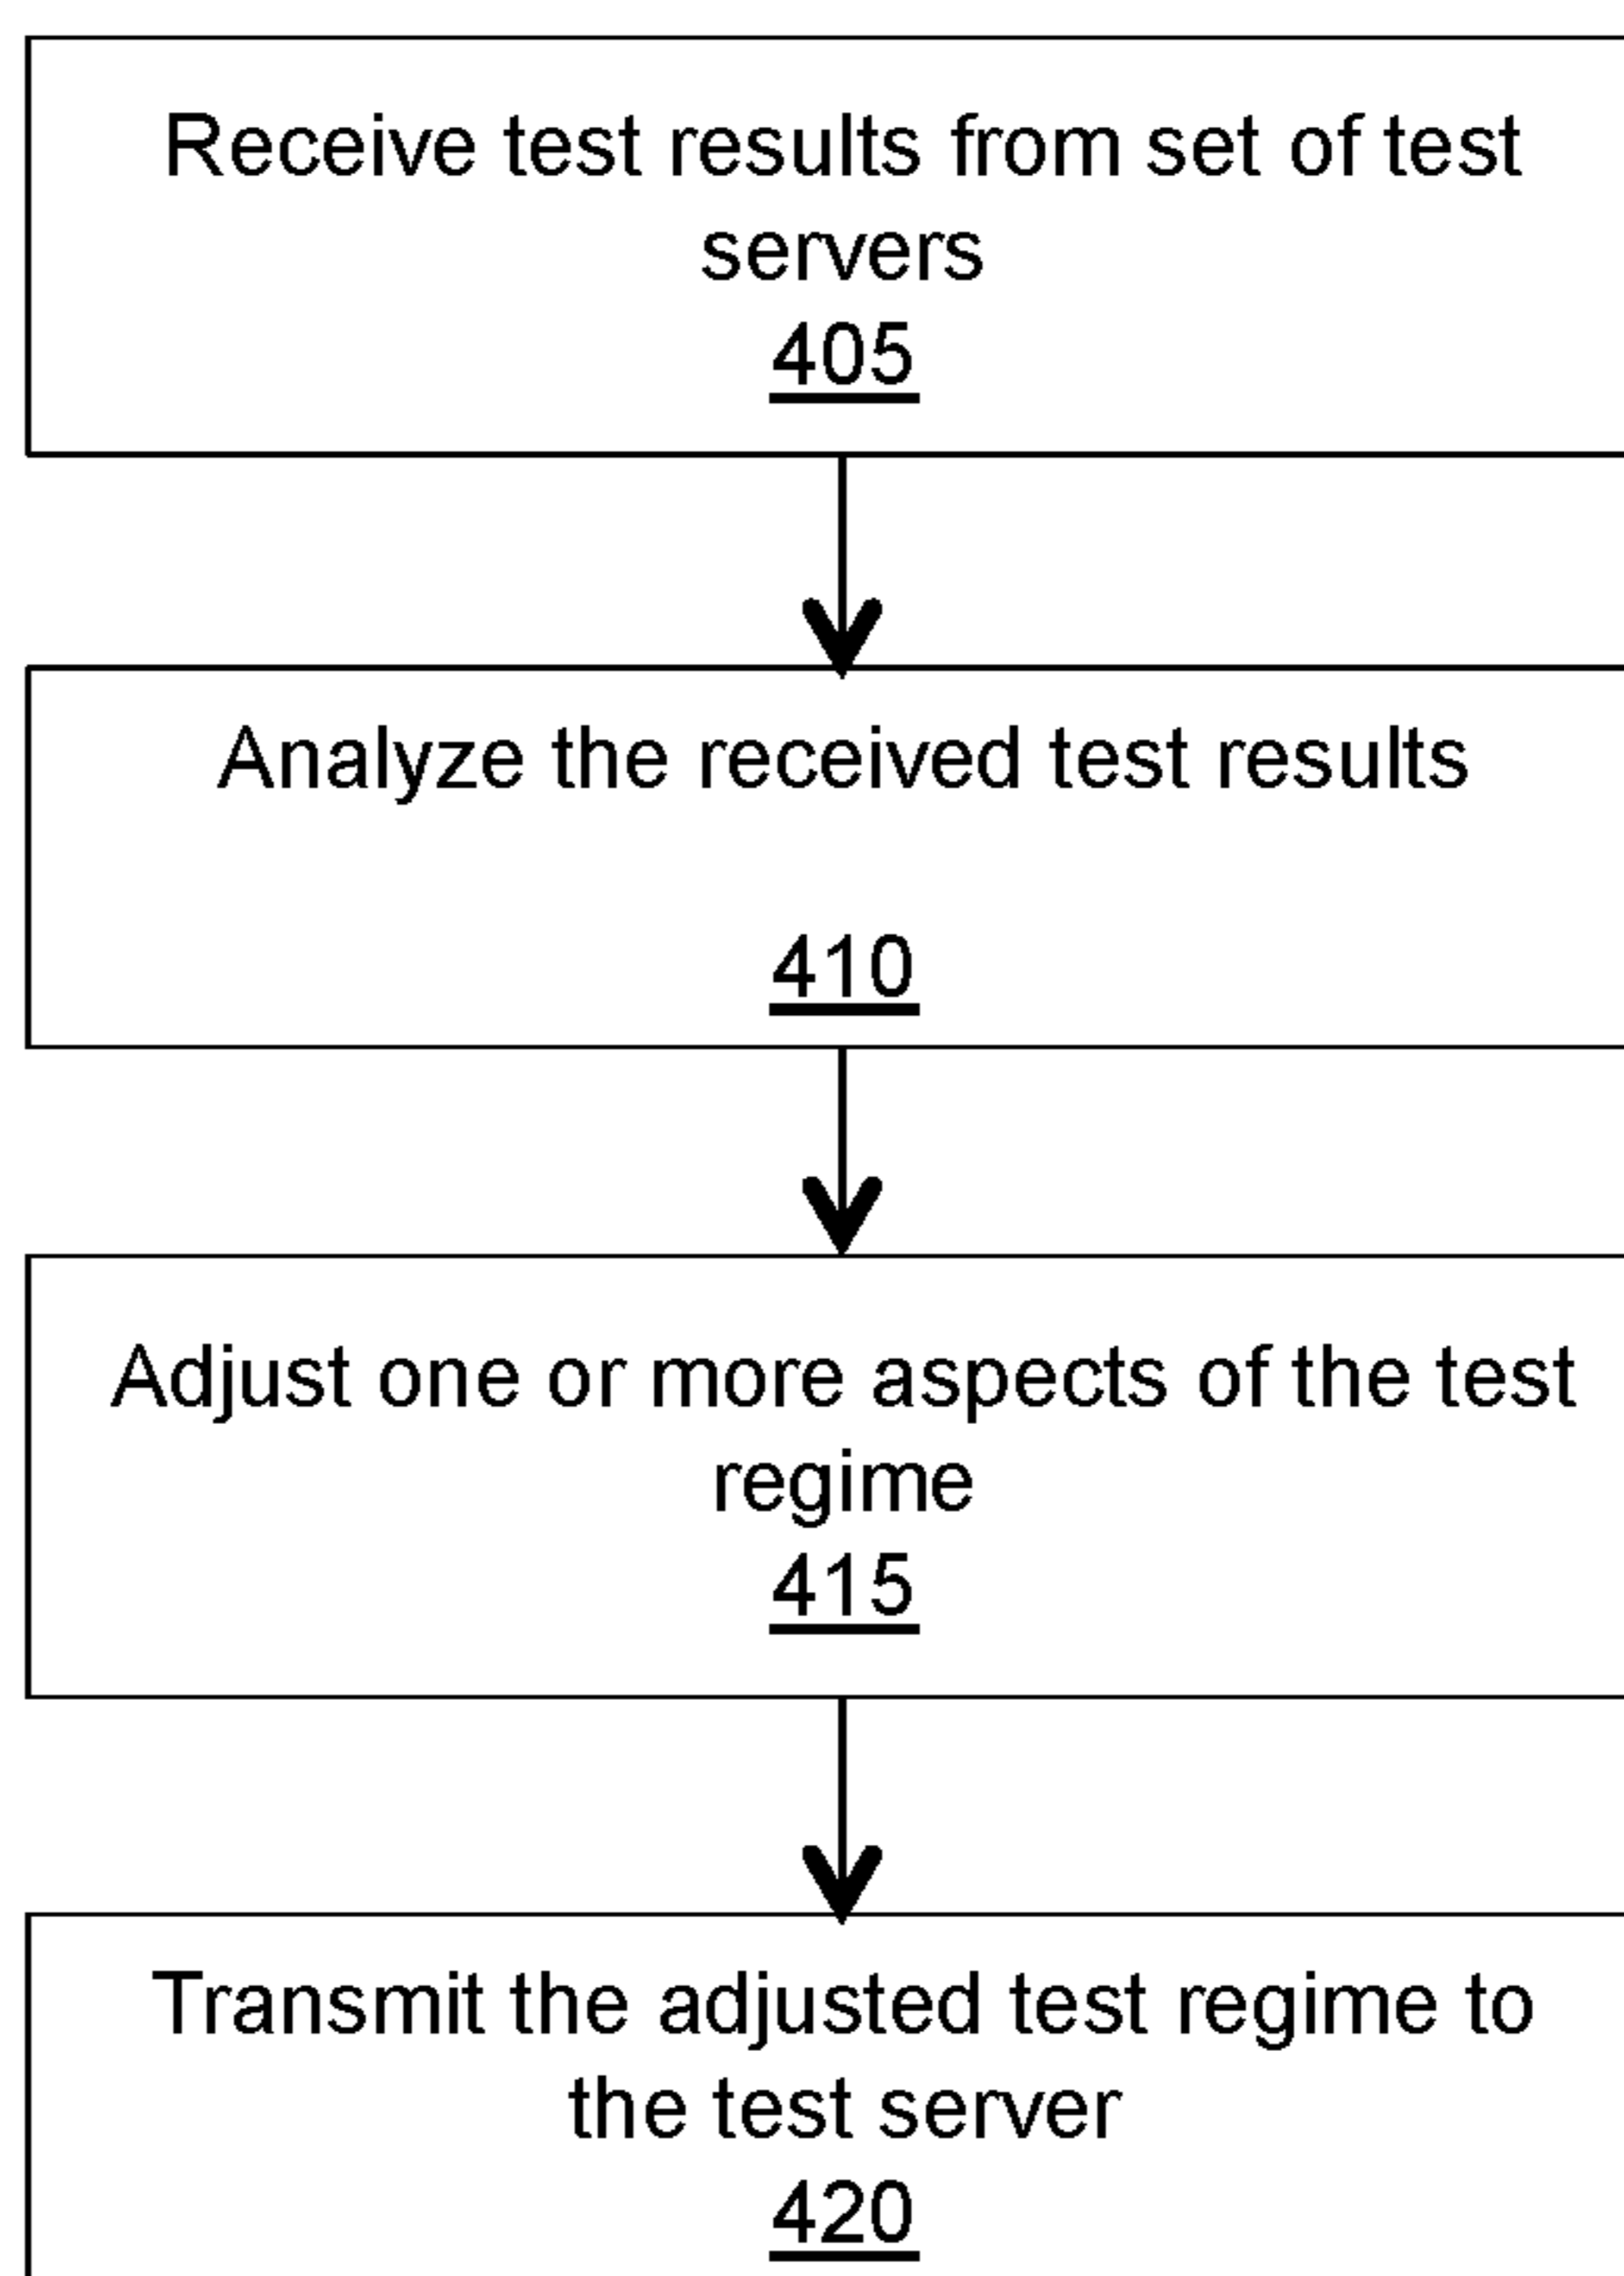 Receive test results from set of test
servers
405
Analyze the received test results
410
Adjust one or more aspects of the test
regime
415
Transmit the adjusted test regime to
the test server
420